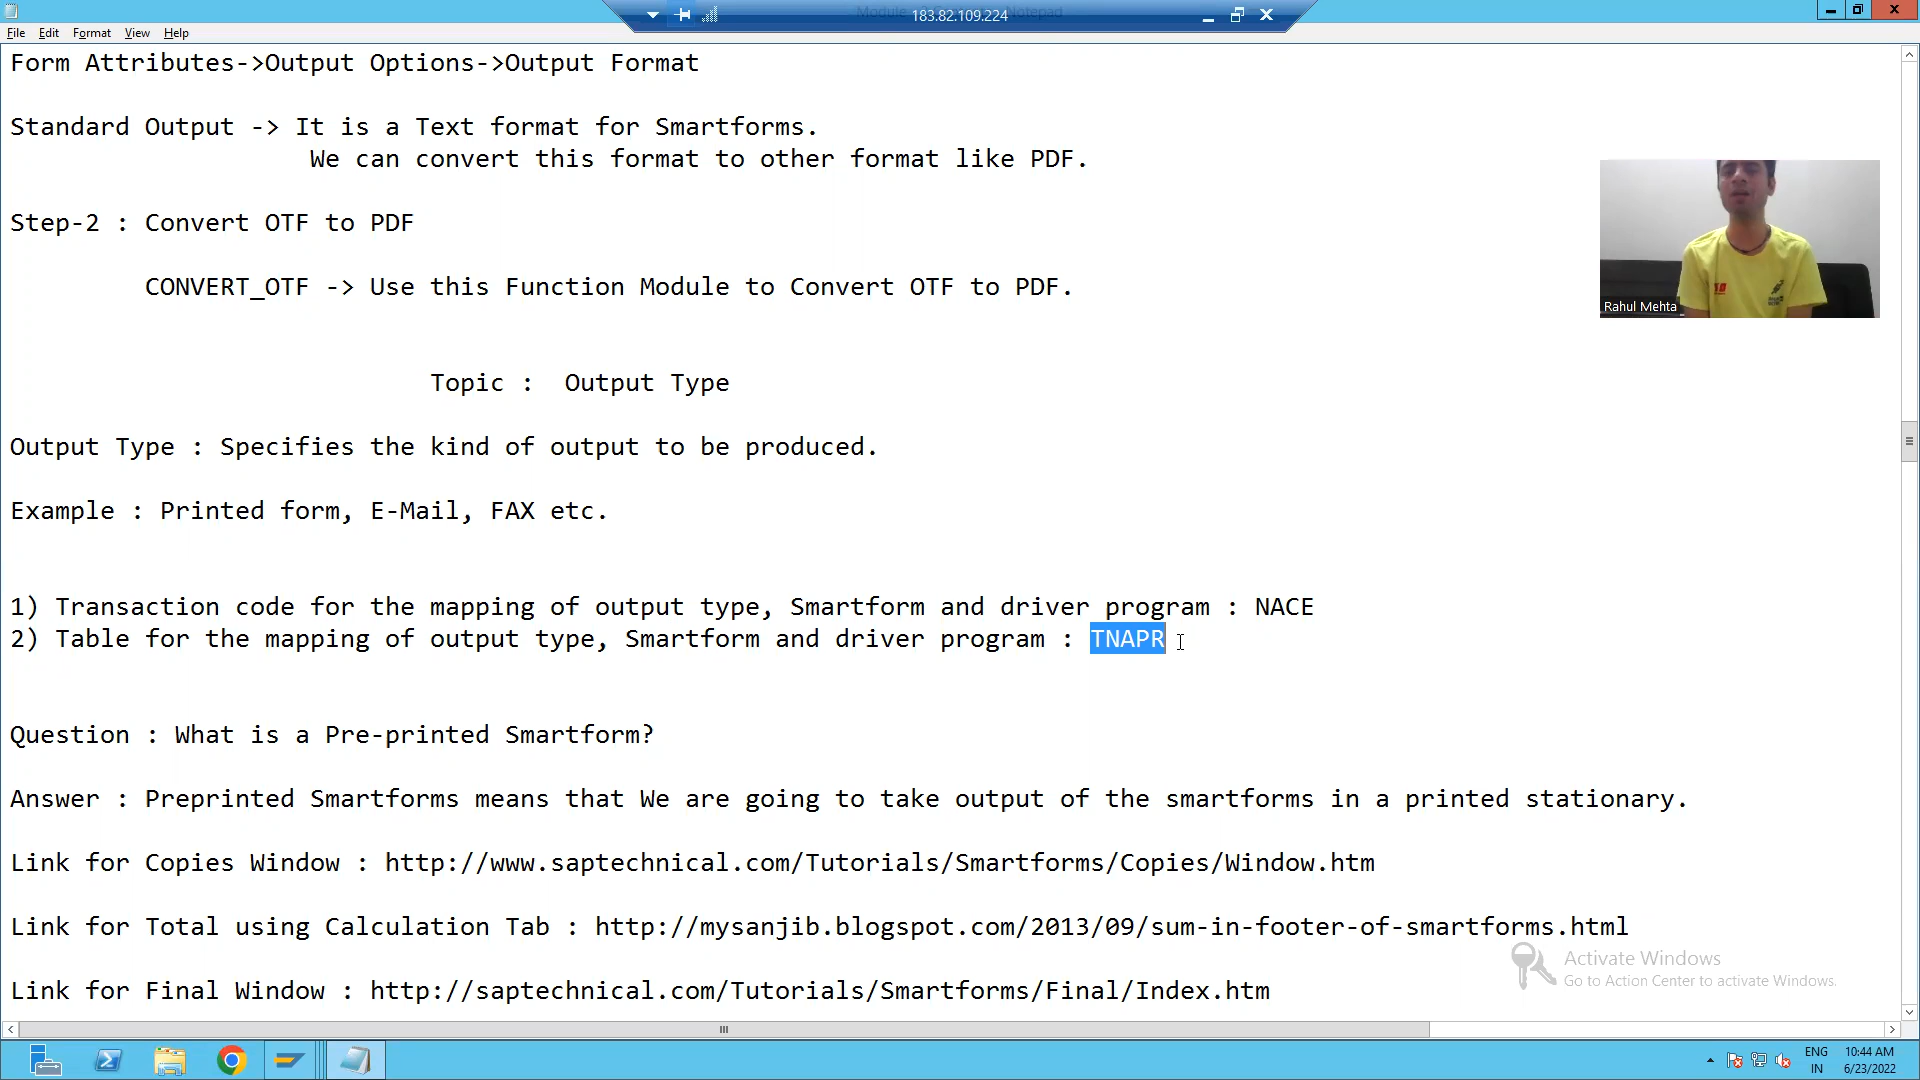 183.82.109.224
File Edit Format View Help
Form Attributes->Output Options->Output Format
Standard Output -> It is a Text format for Smartforms.
We can convert this format to other format like PDF.
Step-2 : Convert OTF to PDF
CONVERT_OTF -> Use this Function Module to Convert OTF to PDF.
Rahul Mehta
Topic : Output Type
Output Type : Specifies the kind of output to be produced.
Example : Printed form, E-Mail, FAX etc.
1) Transaction code for the mapping of output type, Smartform and driver program : NACE
2) Table for the mapping of output type, Smartform and driver program : TNAPR
Question : What is a Pre-printed Smartform?
Answer : Preprinted Smartforms means that We are going to take output of the smartforms in a printed stationary.
Link for Copies Window : http://www.saptechnical.com/Tutorials/Smartforms/Copies/Window.htm
Link for Total using Calculation Tab : http://mysanjib.blogspot.com/2013/09/sum-in-footer-of-smartforms.html
Activate Windows
Go to Action Center to activate Windows.
Link for Final Window : http://saptechnical.com/Tutorials/Smartforms/Final/Index.htm
ENG 10:44 AM
IN 6/23/2022